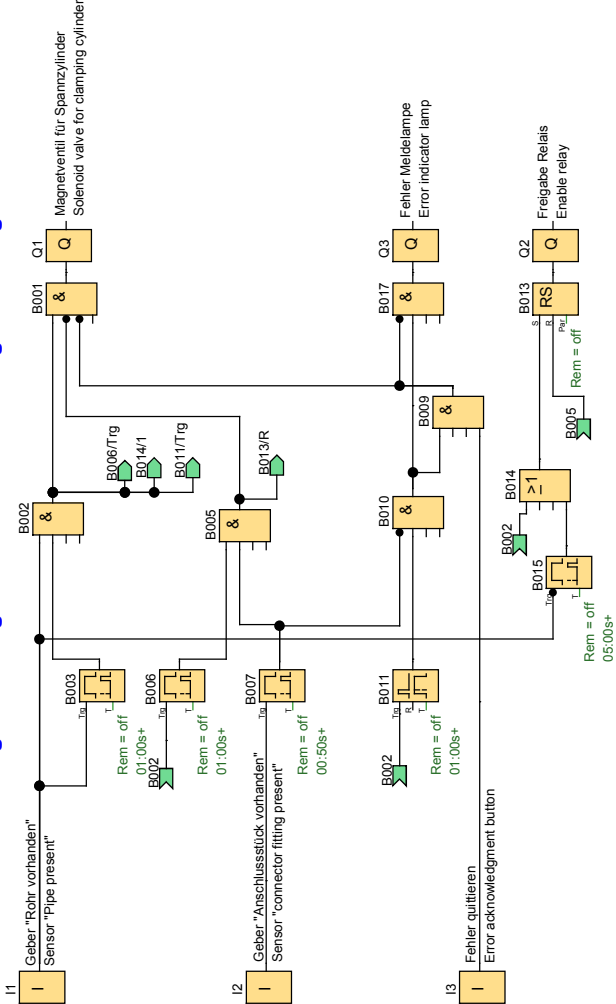 I1
I
Geber "Rohr vorhanden"
Sensor "Pipe present"
B003
Trg
T
Rem = off
01:00s+
B002
&
B006/Trg
B014/1
B011/Trg
B001
&
Q1
Q
Magnetventil für Spannzylinder
Solenoid valve for clamping cylinder
B002
B006
Trg
T
Rem = off
01:00s+
B005
&
B013/R
I2
I
Geber "Anschlussstück vorhanden"
Sensor "connector fitting present"
B007
Trg
T
Rem = off
00:50s+
B002
B011
Trg
R
T
Rem = off
01:00s+
B010
&
B009
&
B017
&
Q3
Q
Fehler Meldelampe
Error indicator lamp
I3
I
Fehler quittieren
Error acknowledgment button
B015
Trg
T
Rem = off
05:00s+
B002
B014
≥1
B005
B013
S
R
Par
RS
Rem = off
Q2
Q
Freigabe Relais
Enable relay